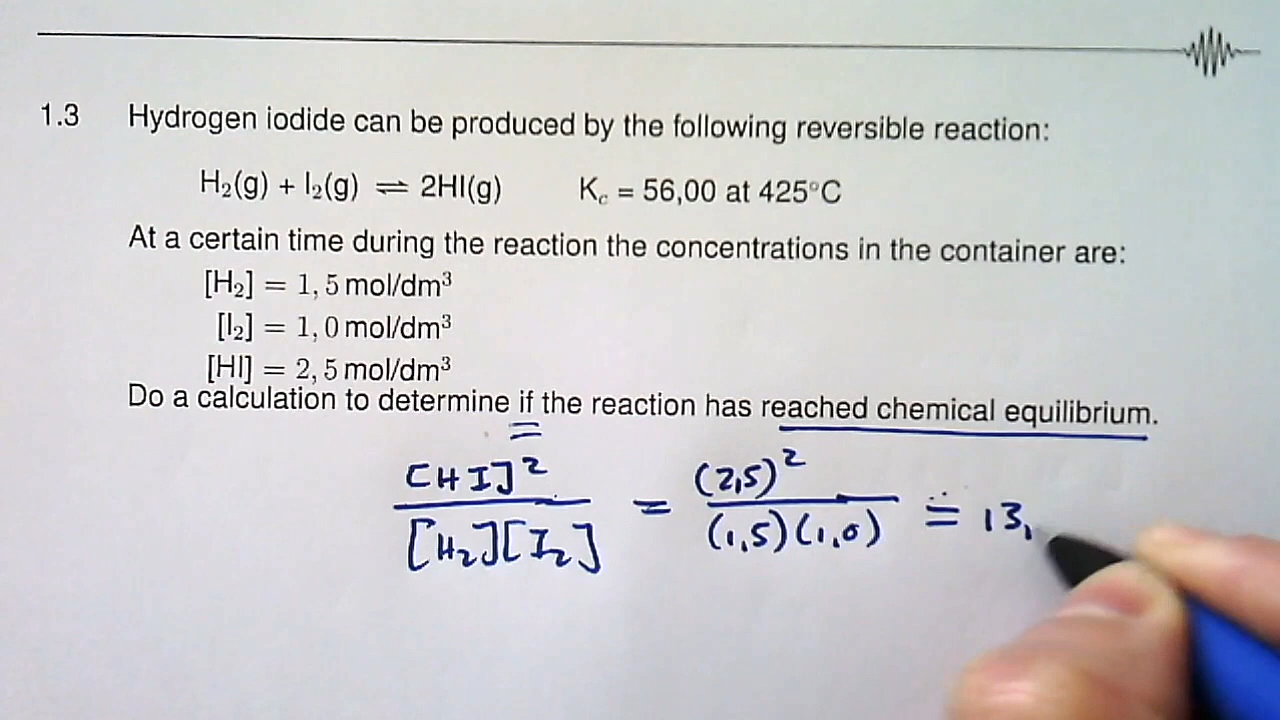 1.3 Hydrogen iodide can be produced by the following reversible reaction:
H₂(g) + I₂(g) ⇌ 2HI(g) K_c = 56,00 at 425°C
At a certain time during the reaction the concentrations in the container are:
[H₂] = 1, 5 mol/dm³
[I₂] = 1, 0 mol/dm³
[HI] = 2, 5 mol/dm³
Do a calculation to determine if the reaction has reached chemical equilibrium.
[HI]² (2,5)²
= ≐ 13,
[H₂][I₂] (1,5)(1,0)